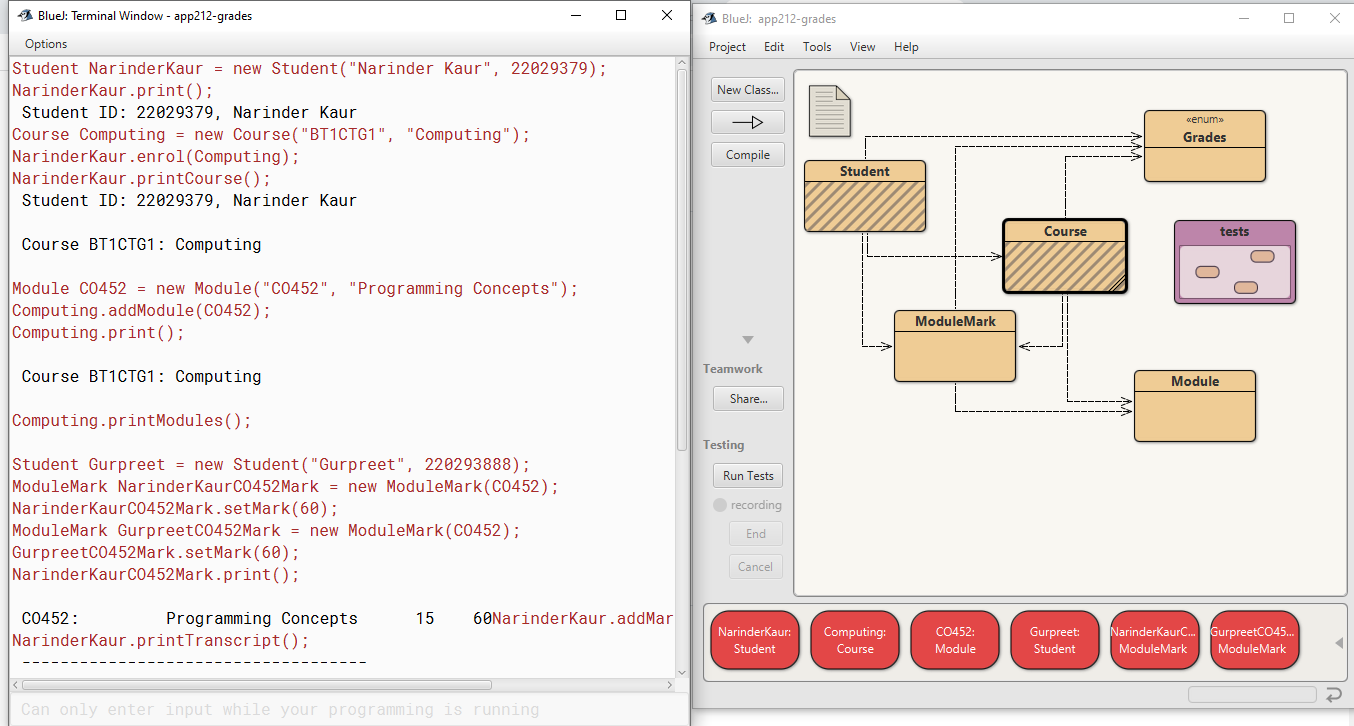 BlueJ: Terminal Window - app212-grades
Options
Student NarinderKaur = new Student("Narinder Kaur", 22029379);
NarinderKaur.print();
Student ID: 22029379, Narinder Kaur
Course Computing = new Course("BT1CTG1", "Computing");
NarinderKaur.enrol(Computing);
NarinderKaur.printCourse();
Student ID: 22029379, Narinder Kaur
Course BT1CTG1: Computing
Module CO452 = new Module("CO452", "Programming Concepts");
Computing.addModule(CO452);
Computing.print();
Course BT1CTG1: Computing
Computing.printModules();
Student Gurpreet = new Student("Gurpreet", 220293888);
ModuleMark NarinderKaurCO452Mark = new ModuleMark(CO452);
NarinderKaurCO452Mark.setMark(60);
ModuleMark GurpreetCO452Mark = new ModuleMark(CO452);
GurpreetCO452Mark.setMark(60);
NarinderKaurCO452Mark.print();
CO452: Programming Concepts 15 60NarinderKaur.addMar
NarinderKaur.printTranscript();
------------------------------------
Can only enter input while your programming is running
BlueJ: app212-grades
Project Edit Tools View Help
New Class...
Compile
Teamwork
Share...
Testing
Run Tests
recording
End
Cancel
«enum»
Grades
Student
Course
tests
ModuleMark
Module
NarinderKaur:
Student
Computing:
Course
CO452:
Module
Gurpreet:
Student
NarinderKaurC...
ModuleMark
GurpreetCO45...
ModuleMark